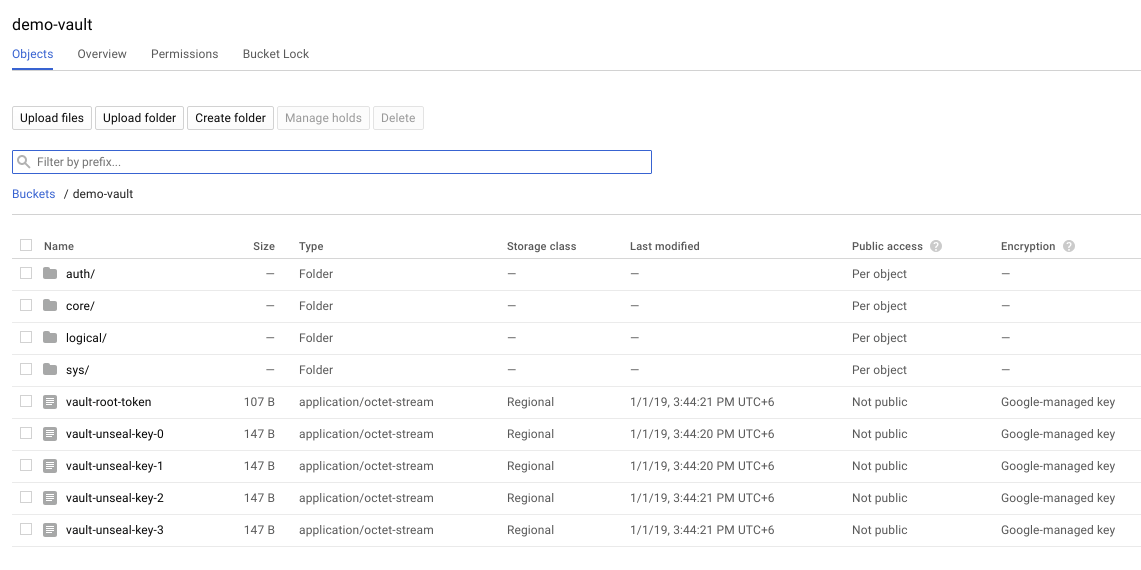 demo-vault
Objects Overview Permissions Bucket Lock
Upload files Upload folder Create folder Manage holds Delete
Filter by prefix...
Buckets / demo-vault
Name Size Type Storage class Last modified Public access ? Encryption ?
auth/ — Folder — — Per object —
core/ — Folder — — Per object —
logical/ — Folder — — Per object —
sys/ — Folder — — Per object —
vault-root-token 107 B application/octet-stream Regional 1/1/19, 3:44:21 PM UTC+6 Not public Google-managed key
vault-unseal-key-0 147 B application/octet-stream Regional 1/1/19, 3:44:20 PM UTC+6 Not public Google-managed key
vault-unseal-key-1 147 B application/octet-stream Regional 1/1/19, 3:44:20 PM UTC+6 Not public Google-managed key
vault-unseal-key-2 147 B application/octet-stream Regional 1/1/19, 3:44:21 PM UTC+6 Not public Google-managed key
vault-unseal-key-3 147 B application/octet-stream Regional 1/1/19, 3:44:21 PM UTC+6 Not public Google-managed key